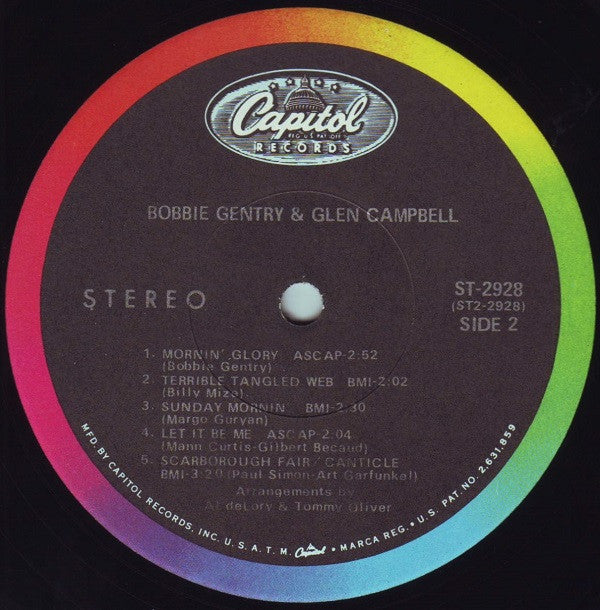 Capitol
REG. U.S. PAT. OFF.
RECORDS
BOBBIE GENTRY & GLEN CAMPBELL
STEREO
ST-2928
(ST2-2928)
SIDE 2
1. MORNIN' GLORY ASCAP-2:52
(Bobbie Gentry)
2. TERRIBLE TANGLED WEB BMI-2:02
(Billy Mize)
3. SUNDAY MORNIN' BMI-2:30
(Margo Guryan)
4. LET IT BE ME ASCAP-2:04
(Mann Curtis-Gilbert Becaud)
5. SCARBOROUGH FAIR/CANTICLE
BMI-3:20 (Paul Simon-Art Garfunkel)
Arrangements by
Al deLory & Tommy Oliver
MFD. BY CAPITOL RECORDS, INC. U.S.A. T.M. Capitol • MARCA REG. • U.S. PAT. NO. 2,631,859